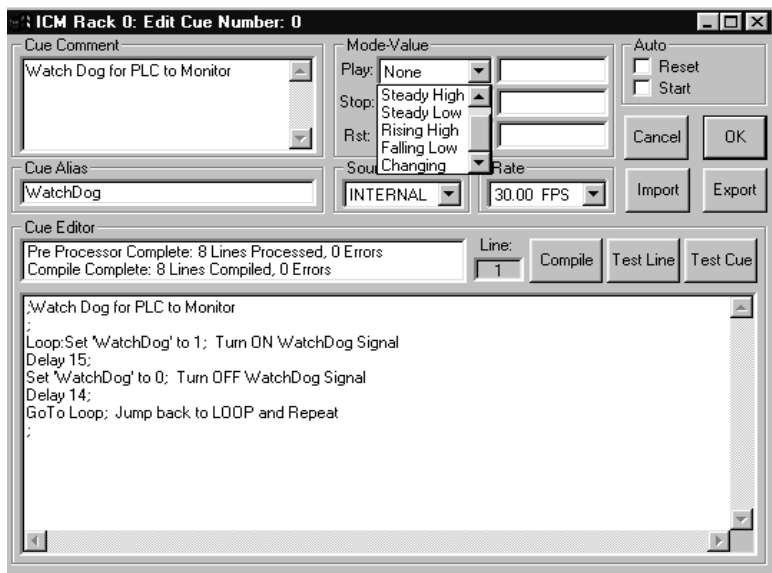 ICM Rack 0: Edit Cue Number: 0
Cue Comment
Watch Dog for PLC to Monitor
Mode-Value
Play: None
Stop:
Rst:
Steady High
Steady Low
Rising High
Falling Low
Changing
Auto
Reset
Start
Cancel
OK
Cue Alias
WatchDog
Sou
INTERNAL
Rate
30.00 FPS
Import
Export
Cue Editor
Pre Processor Complete: 8 Lines Processed, 0 Errors
Compile Complete: 8 Lines Compiled, 0 Errors
Line:
1
Compile
Test Line
Test Cue
;Watch Dog for PLC to Monitor
;
Loop:Set 'WatchDog' to 1; Turn ON WatchDog Signal
Delay 15;
Set 'WatchDog' to 0; Turn OFF WatchDog Signal
Delay 14;
GoTo Loop; Jump back to LOOP and Repeat
;